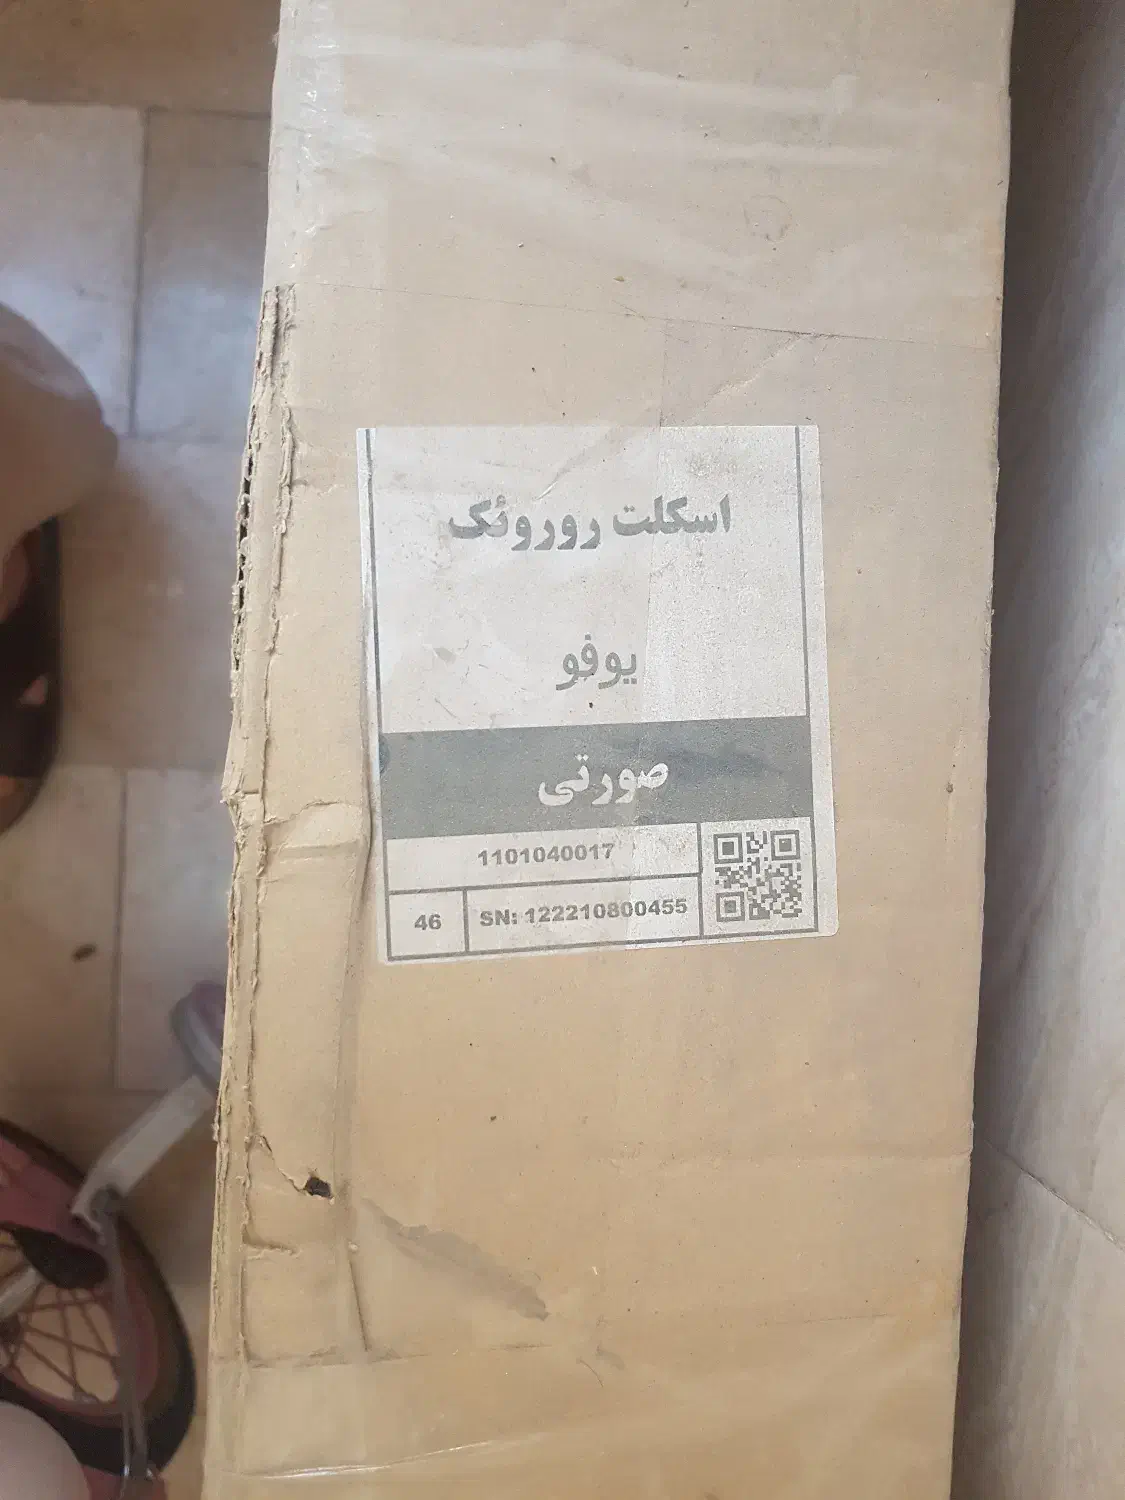 اسکلت روروئک
یوفو
صورتی
1101040017
46
SN: 122210800455